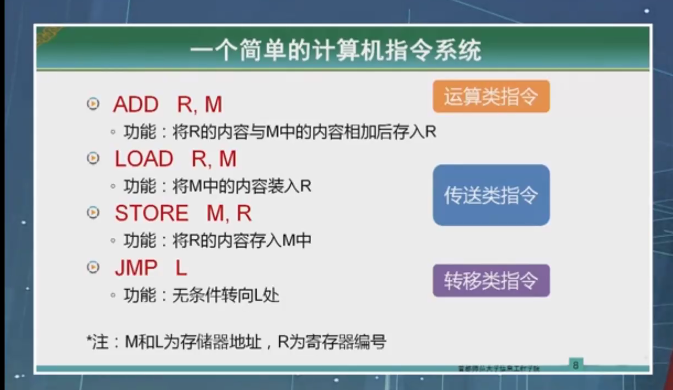 一个简单的计算机指令系统
ADD R, M
运算类指令
。功能：将R的内容与M中的内容相加后存入R
LOAD R, M
。功能：将M中的内容装入R
传送类指令
STORE M, R
。功能：将R的内容存入M中
JMP L
转移类指令
。功能：无条件转向L处
*注：M和L为存储器地址，R为寄存器编号
8